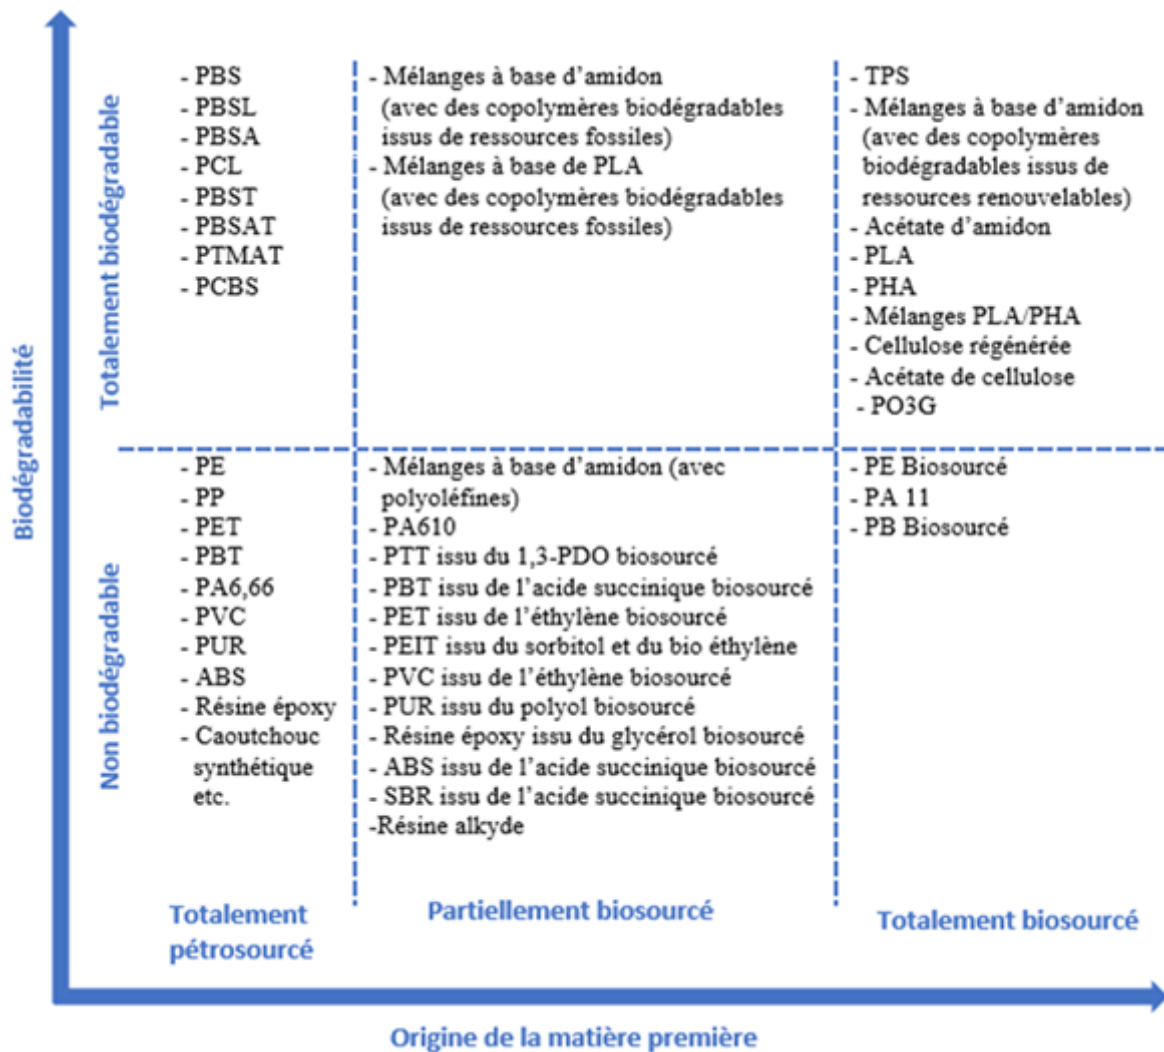 Biodégradabilité
Totalement biodégradable
- PBS
- PBSL
- PBSA
- PCL
- PBST
- PBSAT
- PTMAT
- PCBS
- Mélanges à base d'amidon
(avec des copolymères biodégradables
issus de ressources fossiles)
- Mélanges à base de PLA
(avec des copolymères biodégradables
issus de ressources fossiles)
- TPS
- Mélanges à base d'amidon
(avec des copolymères
biodégradables issus de
ressources renouvelables)
- Acétate d'amidon
- PLA
- PHA
- Mélanges PLA/PHA
- Cellulose régénérée
- Acétate de cellulose
- PO3G
Non biodégradable
- PE
- PP
- PET
- PBT
- PA6,66
- PVC
- PUR
- ABS
- Résine époxy
- Caoutchouc
synthétique
etc.
- Mélanges à base d'amidon (avec
polyoléfines)
- PA610
- PTT issu du 1,3-PDO biosourcé
- PBT issu de l'acide succinique biosourcé
- PET issu de l'éthylène biosourcé
- PEIT issu du sorbitol et du bio éthylène
- PVC issu de l'éthylène biosourcé
- PUR issu du polyol biosourcé
- Résine époxy issu du glycérol biosourcé
- ABS issu de l'acide succinique biosourcé
- SBR issu de l'acide succinique biosourcé
-Résine alkyde
- PE Biosourcé
- PA 11
- PB Biosourcé
Totalement
pétrosourcé
Partiellement biosourcé
Totalement biosourcé
Origine de la matière première